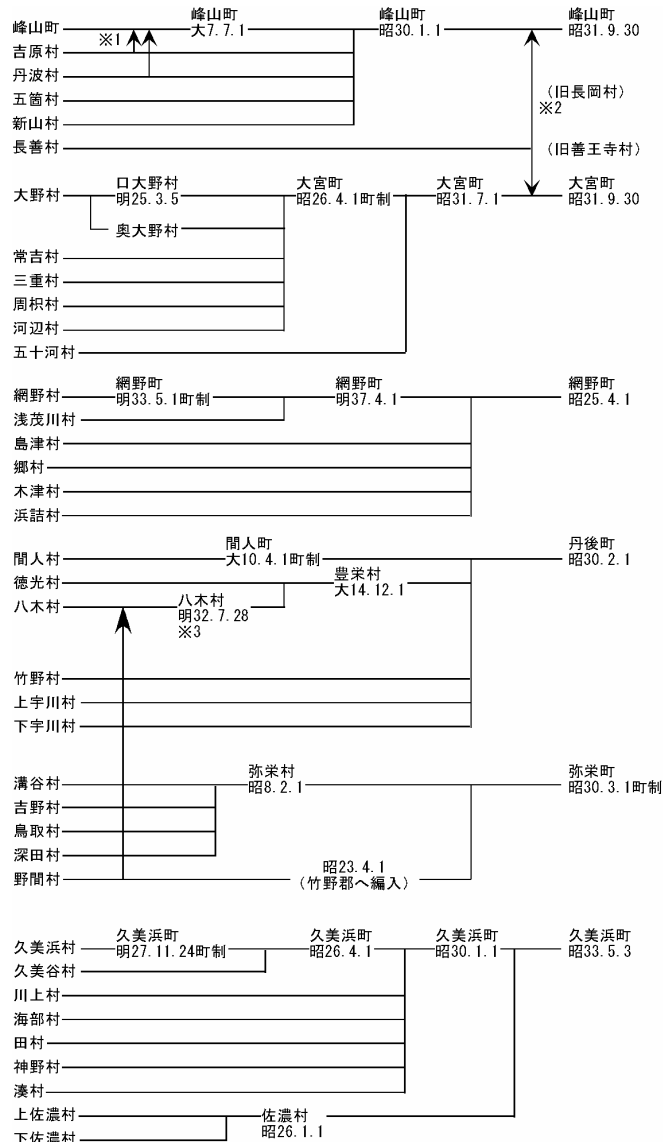 峰山町 峰山町 峰山町 峰山町
※1 大7.7.1 昭30.1.1 昭31.9.30
吉原村
丹波村
五箇村 (旧長岡村)
※2
新山村
長善村 (旧善王寺村)
口大野村 大宮町 大宮町 大宮町
大野村 明25.3.5 昭26.4.1町制 昭31.7.1 昭31.9.30
奥大野村
常吉村
三重村
周枳村
河辺村
五十河村
網野町 網野町 網野町
網野村 明33.5.1町制 明37.4.1 昭25.4.1
浅茂川村
島津村
郷村
木津村
浜詰村
間人町 丹後町
間人村 大10.4.1町制 昭30.2.1
徳光村 豊栄村
大14.12.1
八木村 八木村
明32.7.28
※3
竹野村
上宇川村
下宇川村
弥栄村 弥栄町
溝谷村 昭8.2.1 昭30.3.1町制
吉野村
鳥取村
深田村
昭23.4.1
野間村 (竹野郡へ編入)
久美浜町 久美浜町 久美浜町 久美浜町
久美浜村 明27.11.24町制 昭26.4.1 昭30.1.1 昭33.5.3
久美谷村
川上村
海部村
田村
神野村
湊村
上佐濃村 佐濃村
昭26.1.1
下佐濃村